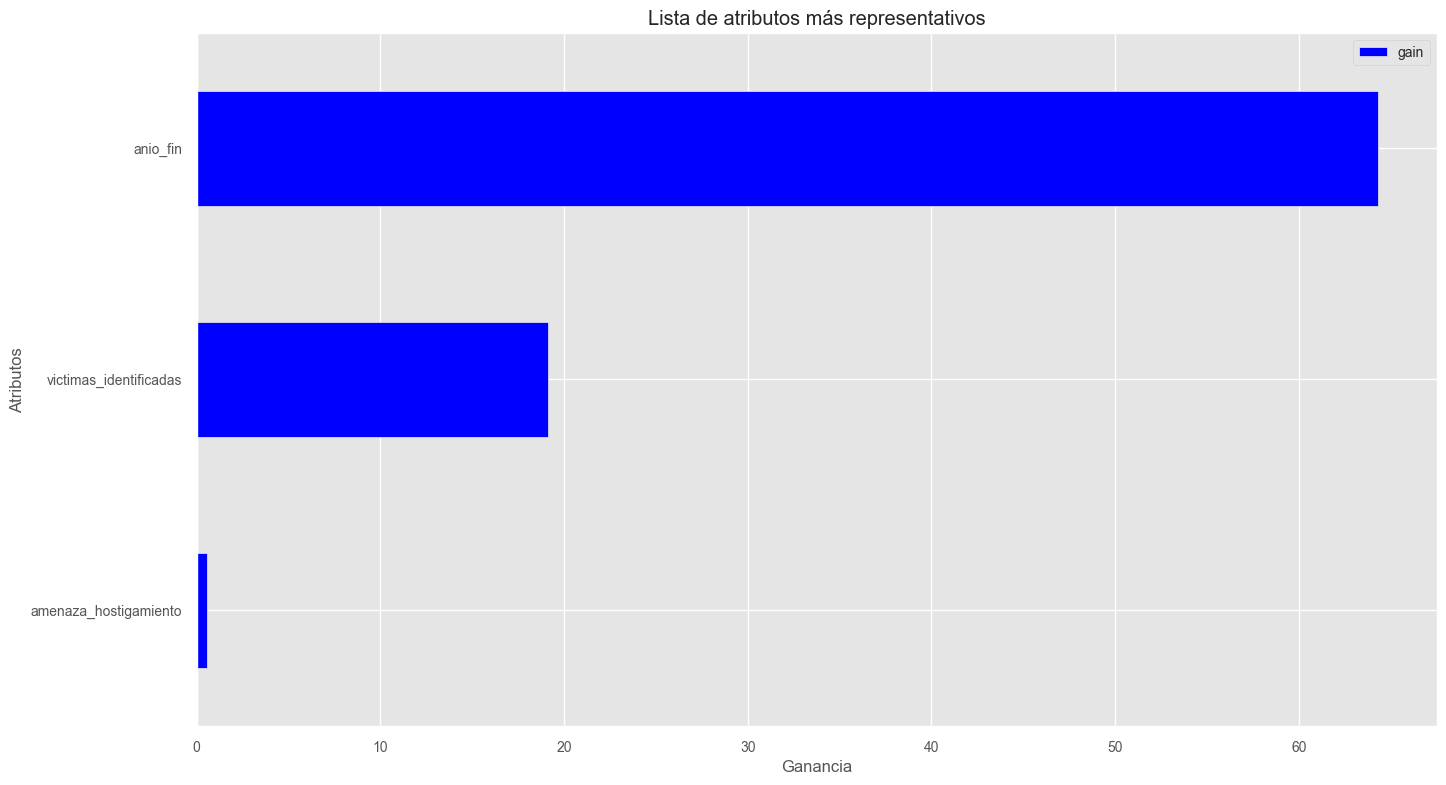 Lista de atributos más representativos
gain
anio_fin
victimas_identificadas
amenaza_hostigamiento
Atributos
0 10 20 30 40 50 60
Ganancia